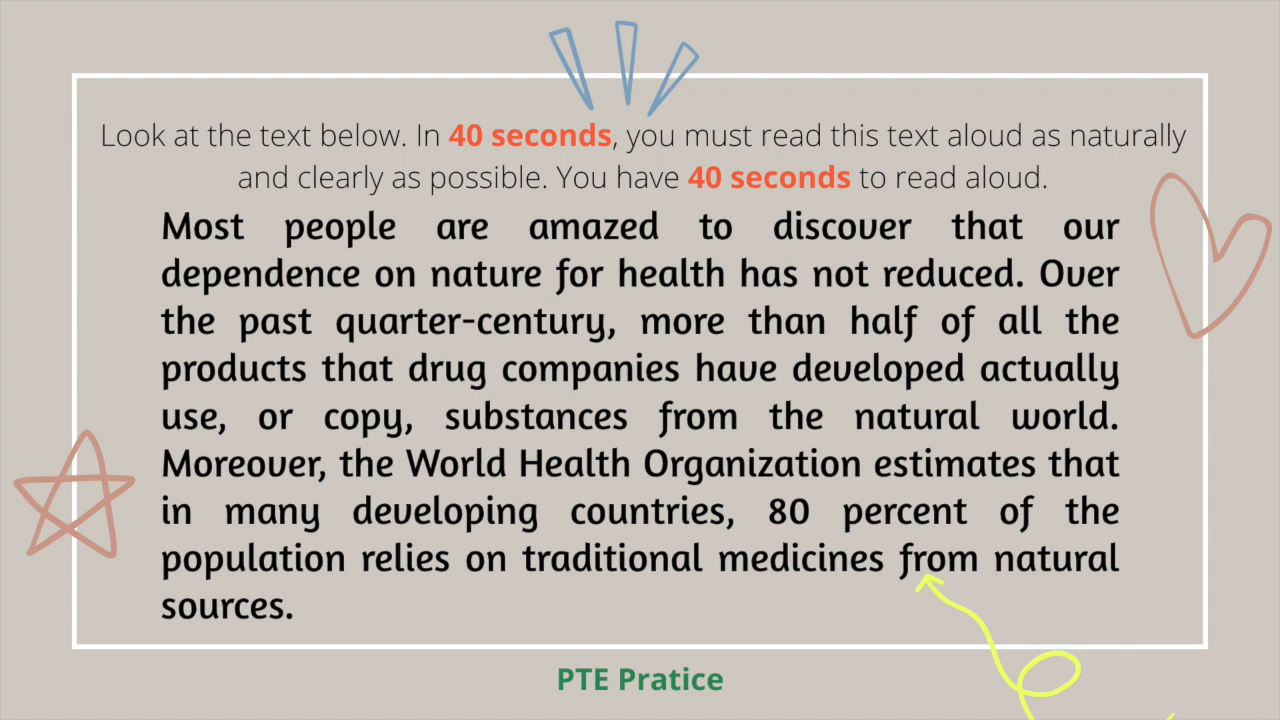 Look at the text below. In 40 seconds, you must read this text aloud as naturally
and clearly as possible. You have 40 seconds to read aloud.
Most people are amazed to discover that our
dependence on nature for health has not reduced. Over
the past quarter-century, more than half of all the
products that drug companies have developed actually
use, or copy, substances from the natural world.
Moreover, the World Health Organization estimates that
in many developing countries, 80 percent of the
population relies on traditional medicines from natural
sources.
PTE Pratice